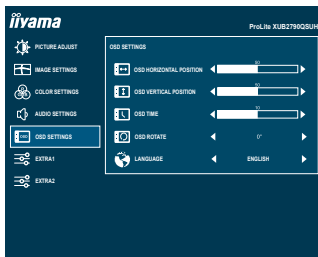 iiyama
ProLite XUB2790QSUH
PICTURE ADJUST
IMAGE SETTINGS
COLOR SETTINGS
AUDIO SETTINGS
OSD OSD SETTINGS
EXTRA1
EXTRA2
OSD SETTINGS
OSD HORIZONTAL POSITION 50
OSD VERTICAL POSITION 50
OSD TIME 10
OSD ROTATE 0°
LANGUAGE ENGLISH